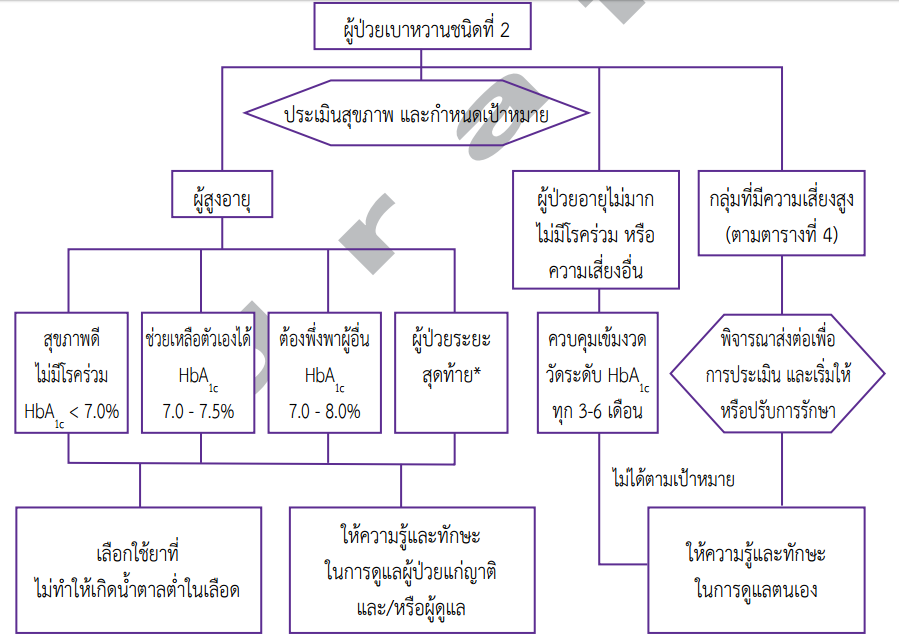 ผู้ป่วยเบาหวานชนิดที่ 2
ประเมินสุขภาพ และกำหนดเป้าหมาย
ผู้สูงอายุ
ผู้ป่วยอายุไม่มาก
ไม่มีโรคร่วม หรือ
ความเสี่ยงอื่น
กลุ่มที่มีความเสี่ยงสูง
(ตามตารางที่ 4)
สุขภาพดี
ไม่มีโรคร่วม
HbA1c < 7.0%
ช่วยเหลือตัวเองได้
HbA1c
7.0 - 7.5%
ต้องพึ่งพาผู้อื่น
HbA1c
7.0 - 8.0%
ผู้ป่วยระยะ
สุดท้าย*
ควบคุมเข้มงวด
วัดระดับ HbA1c
ทุก 3-6 เดือน
พิจารณาส่งต่อเพื่อ
การประเมิน และเริ่มให้
หรือปรับการรักษา
ไม่ได้ตามเป้าหมาย
เลือกใช้ยาที่
ไม่ทำให้เกิดน้ำตาลต่ำในเลือด
ให้ความรู้และทักษะ
ในการดูแลผู้ป่วยแก่ญาติ
และ/หรือผู้ดูแล
ให้ความรู้และทักษะ
ในการดูแลตนเอง